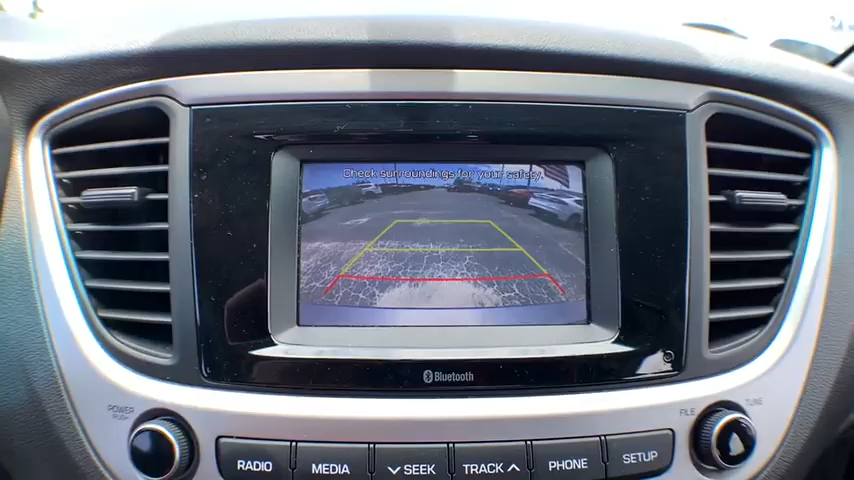 Check surroundings for your safety.
Bluetooth
POWER
PUSH
FILE
TUNE
RADIO
MEDIA
SEEK
TRACK
PHONE
SETUP